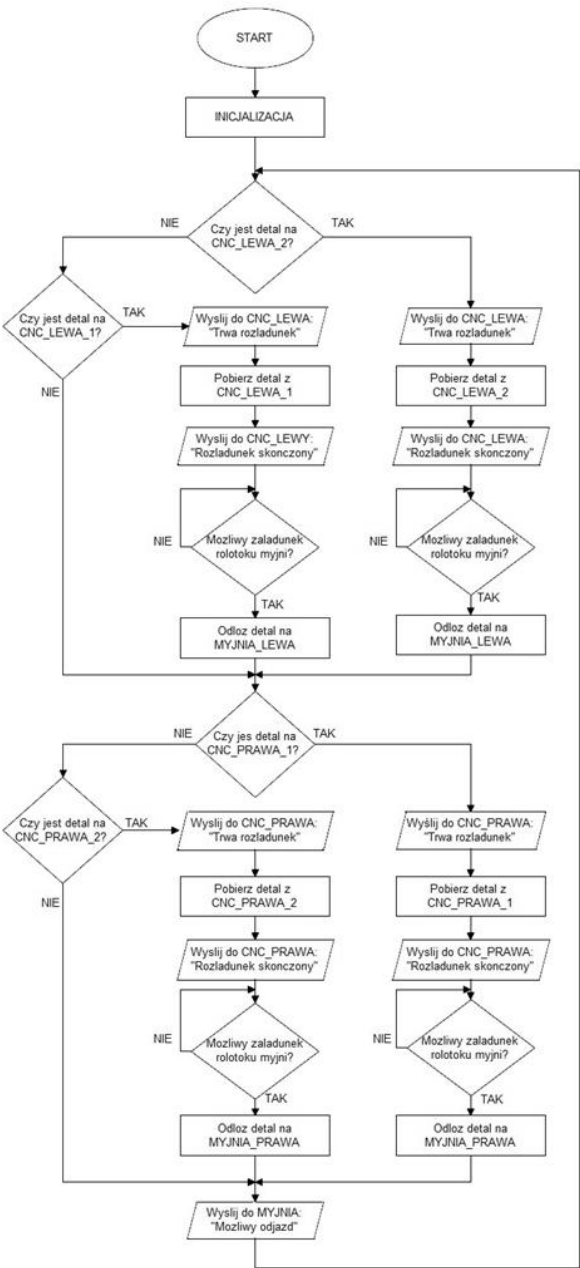 START
INICJALIZACJA
NIE
Czy jest detal na
CNC_LEWA_2?
TAK
Czy jest detal na
CNC_LEWA_1?
TAK
NIE
Wyslij do CNC_LEWA:
"Trwa rozladunek"
Wyslij do CNC_LEWA:
"Trwa rozladunek"
Pobierz detal z
CNC_LEWA_1
Pobierz detal z
CNC_LEWA_2
Wyslij do CNC_LEWY:
"Rozladunek skonczony"
Wyslij do CNC_LEWA:
"Rozladunek skonczony"
NIE
Mozliwy zaladunek
rolotoku myjni?
TAK
NIE
Mozliwy zaladunek
rolotoku myjni?
TAK
Odloz detal na
MYJNIA_LEWA
Odloz detal na
MYJNIA_LEWA
NIE
Czy jes detal na
CNC_PRAWA_1?
TAK
Czy jest detal na
CNC_PRAWA_2?
TAK
NIE
Wyslij do CNC_PRAWA:
"Trwa rozladunek"
Wyślij do CNC_PRAWA:
"Trwa rozladunek"
Pobierz detal z
CNC_PRAWA_2
Pobierz detal z
CNC_PRAWA_1
Wyslij do CNC_PRAWA:
"Rozladunek skonczony"
Wyslij do CNC_PRAWA:
"Rozladunek skonczony"
NIE
Mozliwy zaladunek
rolotoku myjni?
TAK
NIE
Mozliwy zaladunek
rolotoku myjni?
TAK
Odloz detal na
MYJNIA_PRAWA
Odloz detal na
MYJNIA_PRAWA
Wyslij do MYJNIA:
"Mozliwy odjazd"